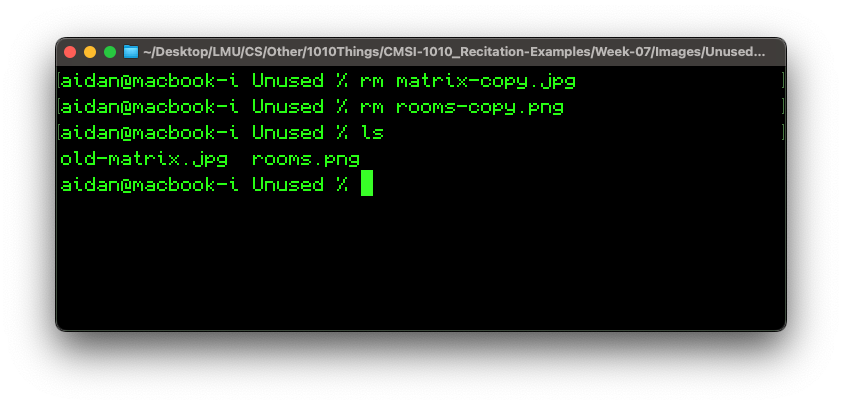 ~/Desktop/LMU/CS/Other/1010Things/CMSI-1010_Recitation-Examples/Week-07/Images/Unused...
[aidan@macbook-i Unused % rm matrix-copy.jpg ]
[aidan@macbook-i Unused % rm rooms-copy.png ]
[aidan@macbook-i Unused % ls ]
old-matrix.jpg rooms.png
aidan@macbook-i Unused %